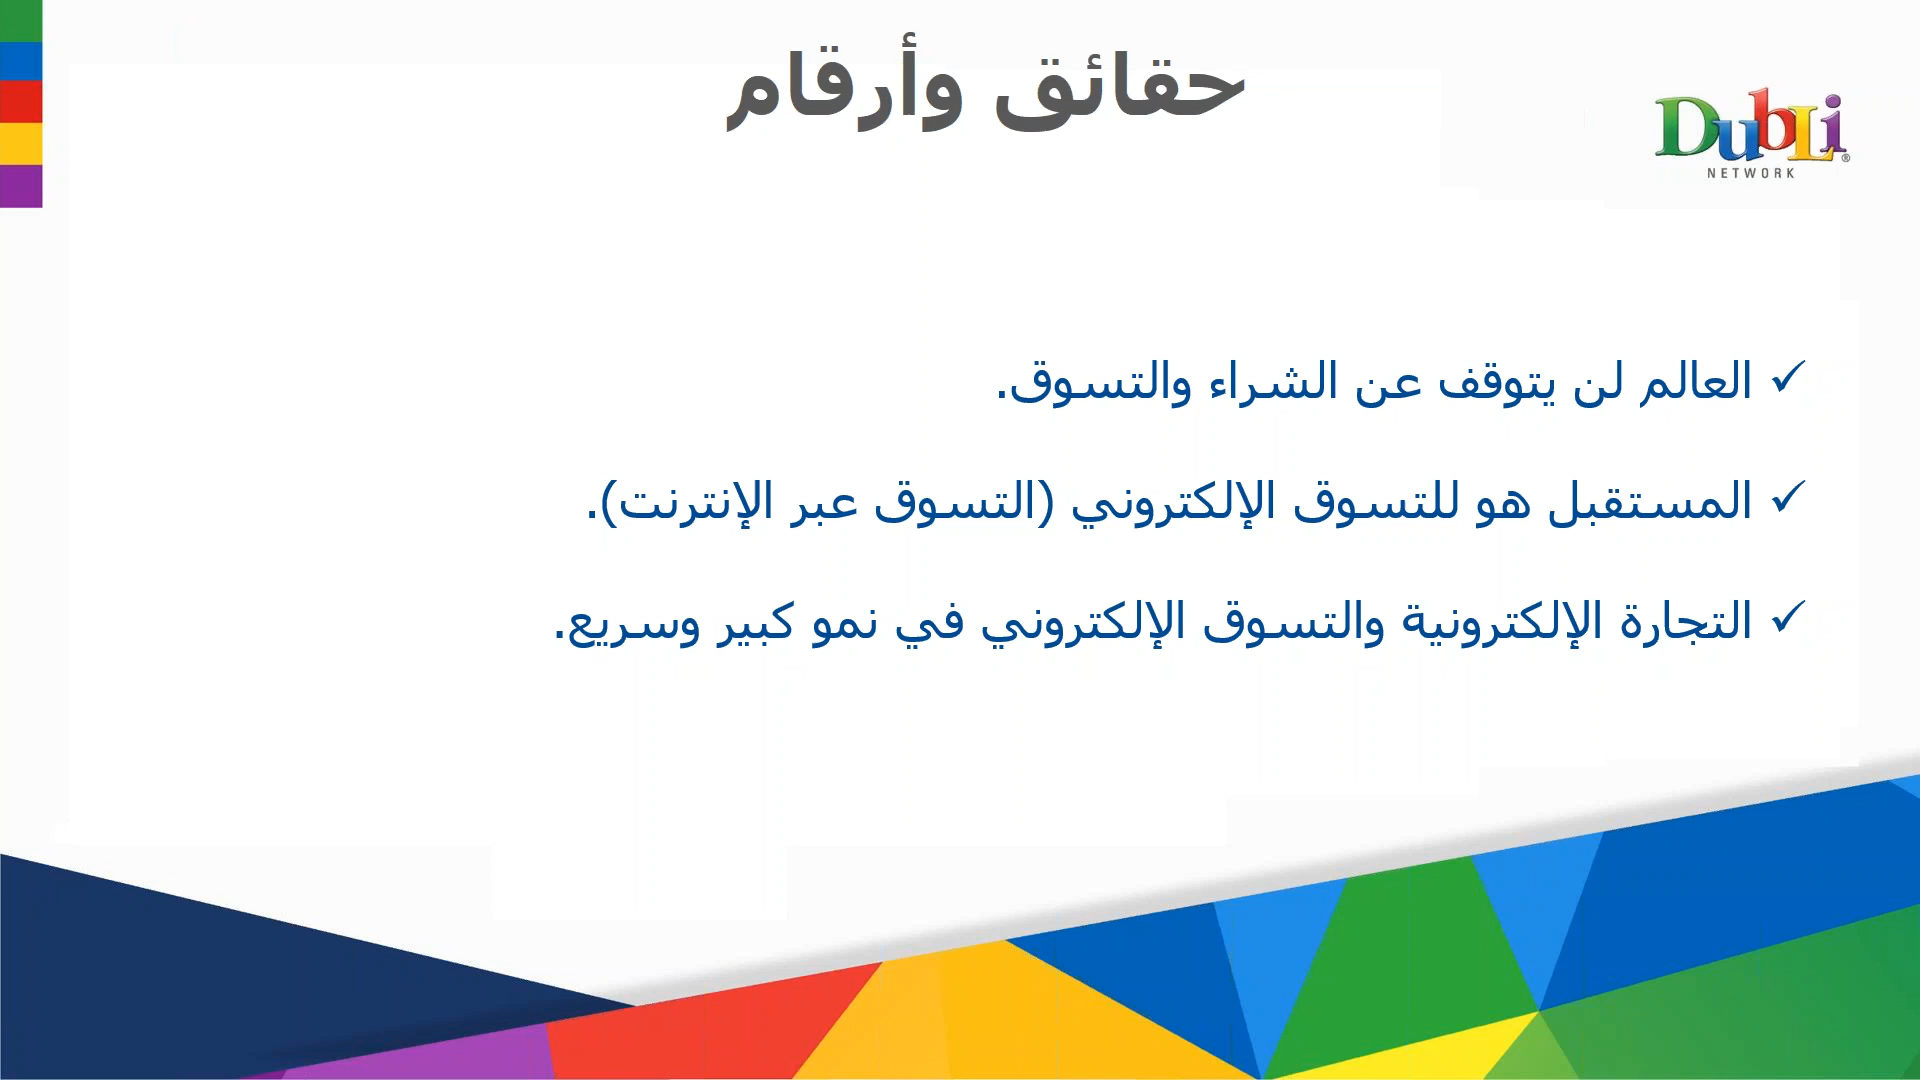 حقائق وأرقام
DubLi®
NETWORK
✓ العالم لن يتوقف عن الشراء والتسوق.
✓ المستقبل هو للتسوق الإلكتروني (التسوق عبر الإنترنت).
✓ التجارة الإلكترونية والتسوق الإلكتروني في نمو كبير وسريع.